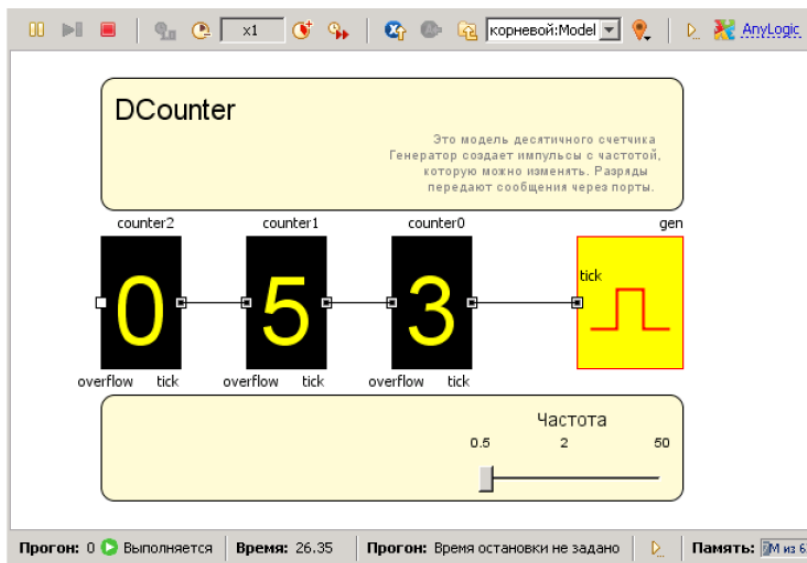 x1 корневой:Model AnyLogic
DCounter
Это модель десятичного счетчика
Генератор создает импульсы с частотой,
которую можно изменять. Разряды
передают сообщения через порты.
counter2 counter1 counter0 gen
tick
0 5 3
overflow tick overflow tick overflow tick
Частота
0.5 2 50
Прогон: 0 Выполняется Время: 26.35 Прогон: Время остановки не задано Память: М из 6